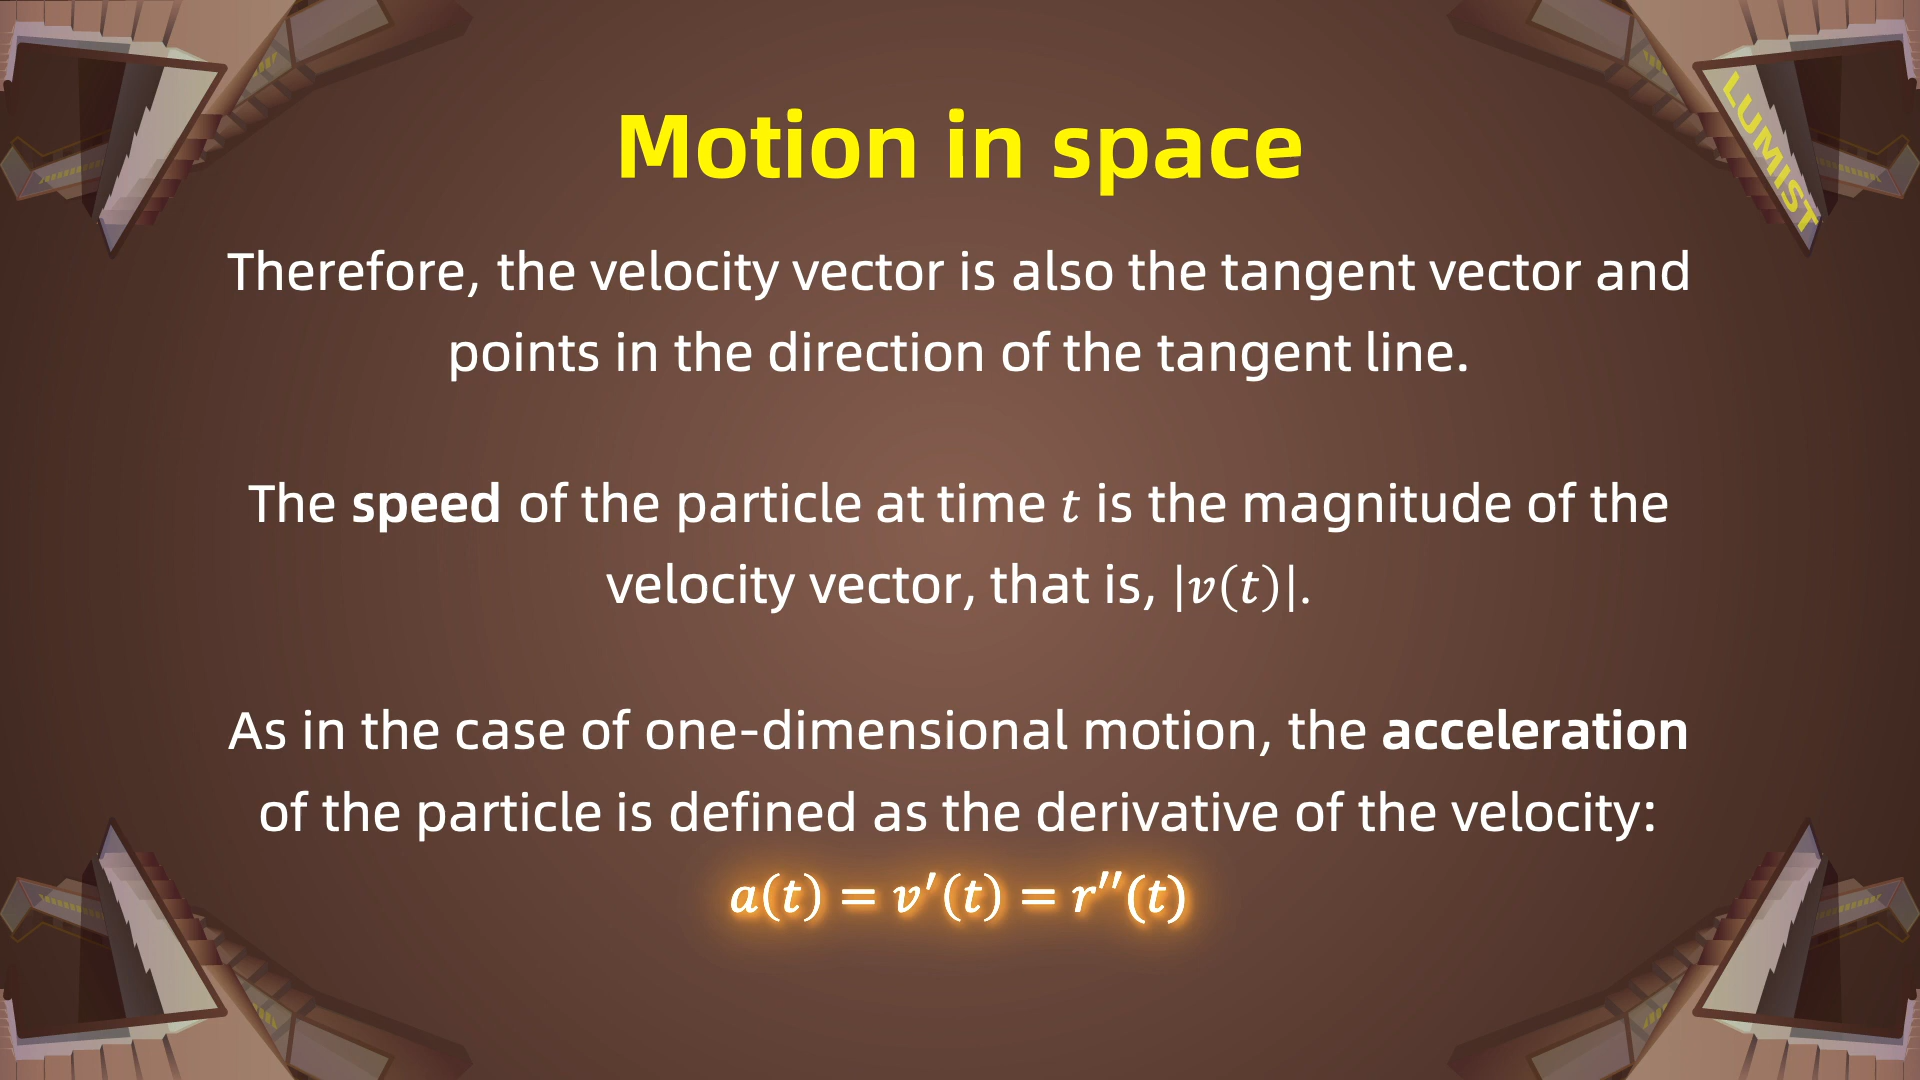 Motion in space
LUMIST
Therefore, the velocity vector is also the tangent vector and
points in the direction of the tangent line.
The speed of the particle at time t is the magnitude of the
velocity vector, that is, |v(t)|.
As in the case of one-dimensional motion, the acceleration
of the particle is defined as the derivative of the velocity:
a(t) = v′(t) = r′′(t)